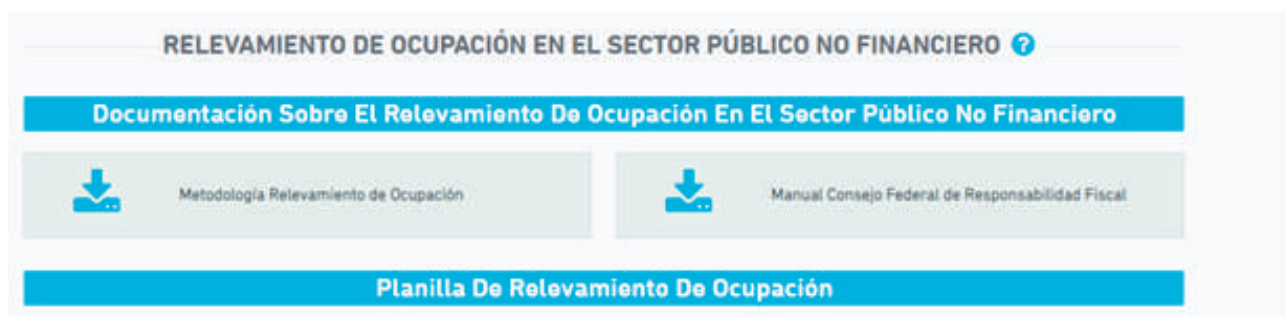 RELEVAMIENTO DE OCUPACIÓN EN EL SECTOR PÚBLICO NO FINANCIERO ?
Documentación Sobre El Relevamiento De Ocupación En El Sector Público No Financiero
Metodología Relevamiento de Ocupación
Manual Consejo Federal de Responsabilidad Fiscal
Planilla De Relevamiento De Ocupación